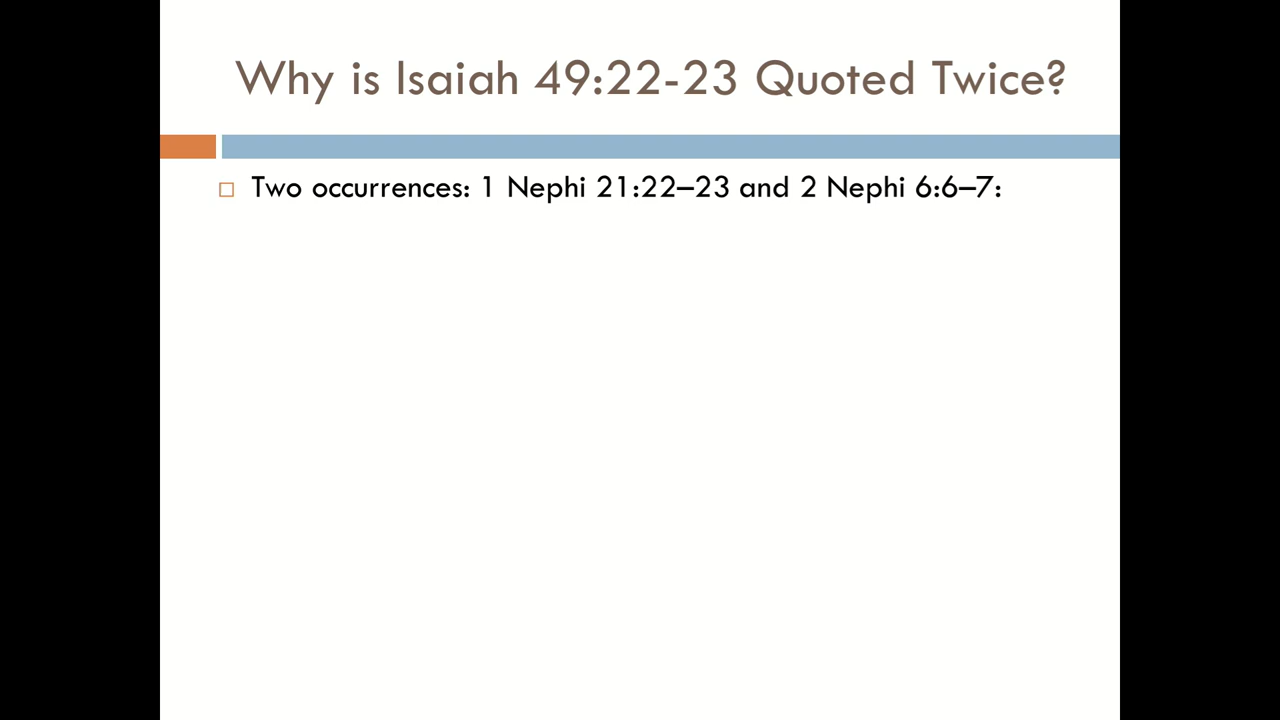 Why is Isaiah 49:22-23 Quoted Twice?
Two occurrences: 1 Nephi 21:22–23 and 2 Nephi 6:6–7: